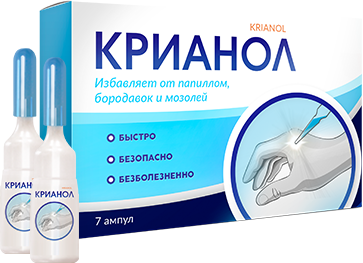 KRIANOL
КРИАНОЛ
Избавляет от папиллом,
бородавок и мозолей
БЫСТРО
БЕЗОПАСНО
БЕЗБОЛЕЗНЕННО
7 ампул
КРИАНОЛ
КРИАНОЛ